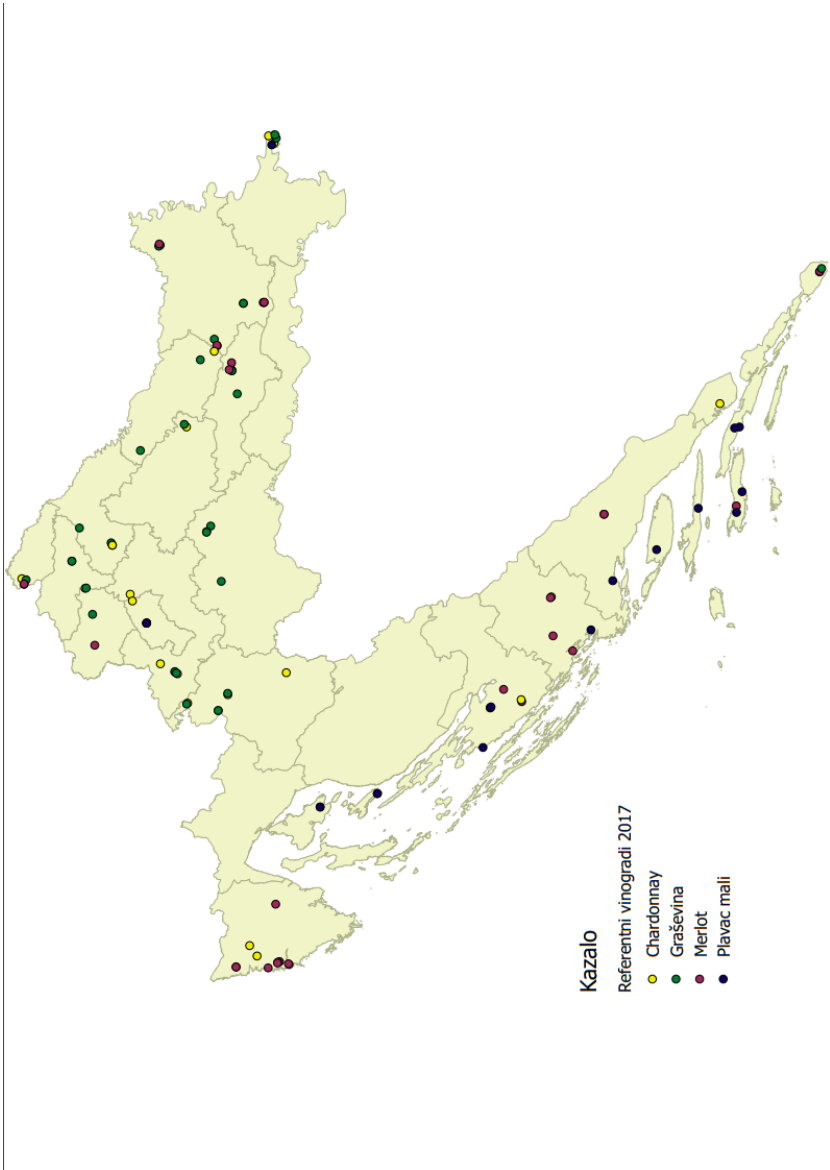 Kazalo
Referentni vinogradi 2017
Chardonnay
Graševina
Merlot
Plavac mali